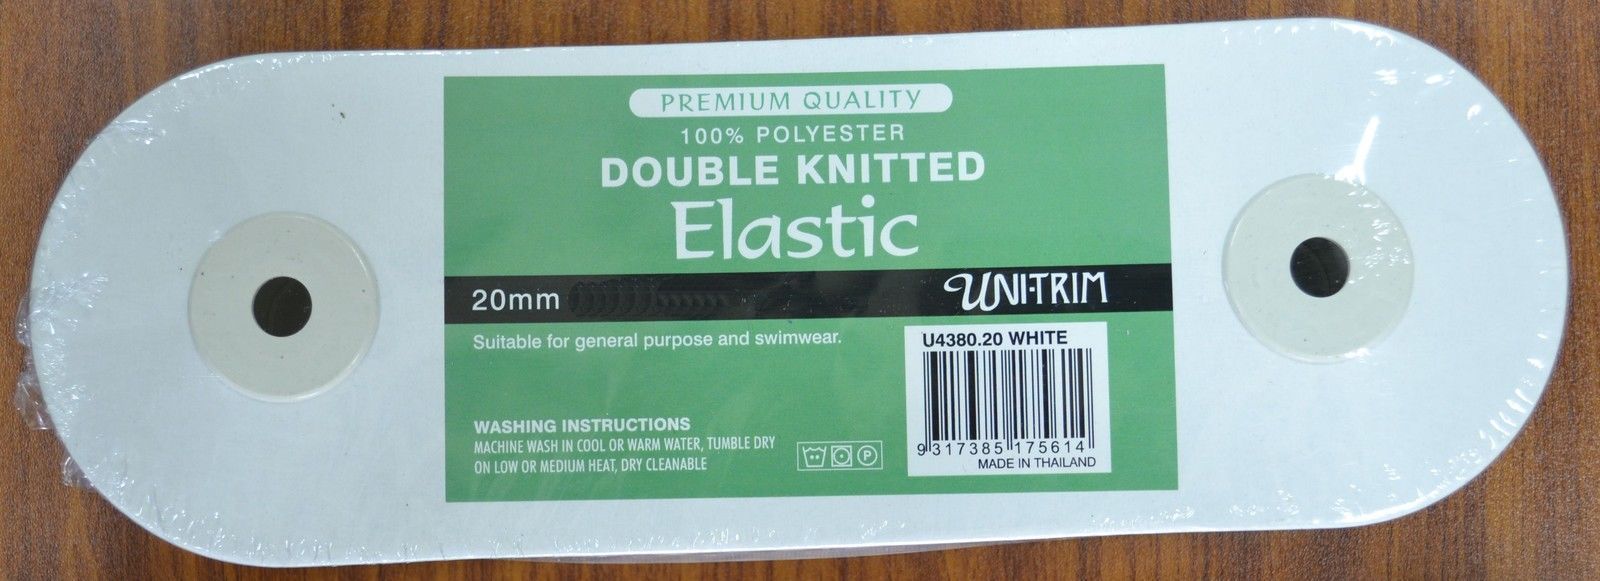 PREMIUM QUALITY
100% POLYESTER
DOUBLE KNITTED
Elastic
20mm
UNI-TRIM
Suitable for general purpose and swimwear.
U4380.20 WHITE
9 317385 175614
MADE IN THAILAND
WASHING INSTRUCTIONS
MACHINE WASH IN COOL OR WARM WATER, TUMBLE DRY
ON LOW OR MEDIUM HEAT, DRY CLEANABLE
P